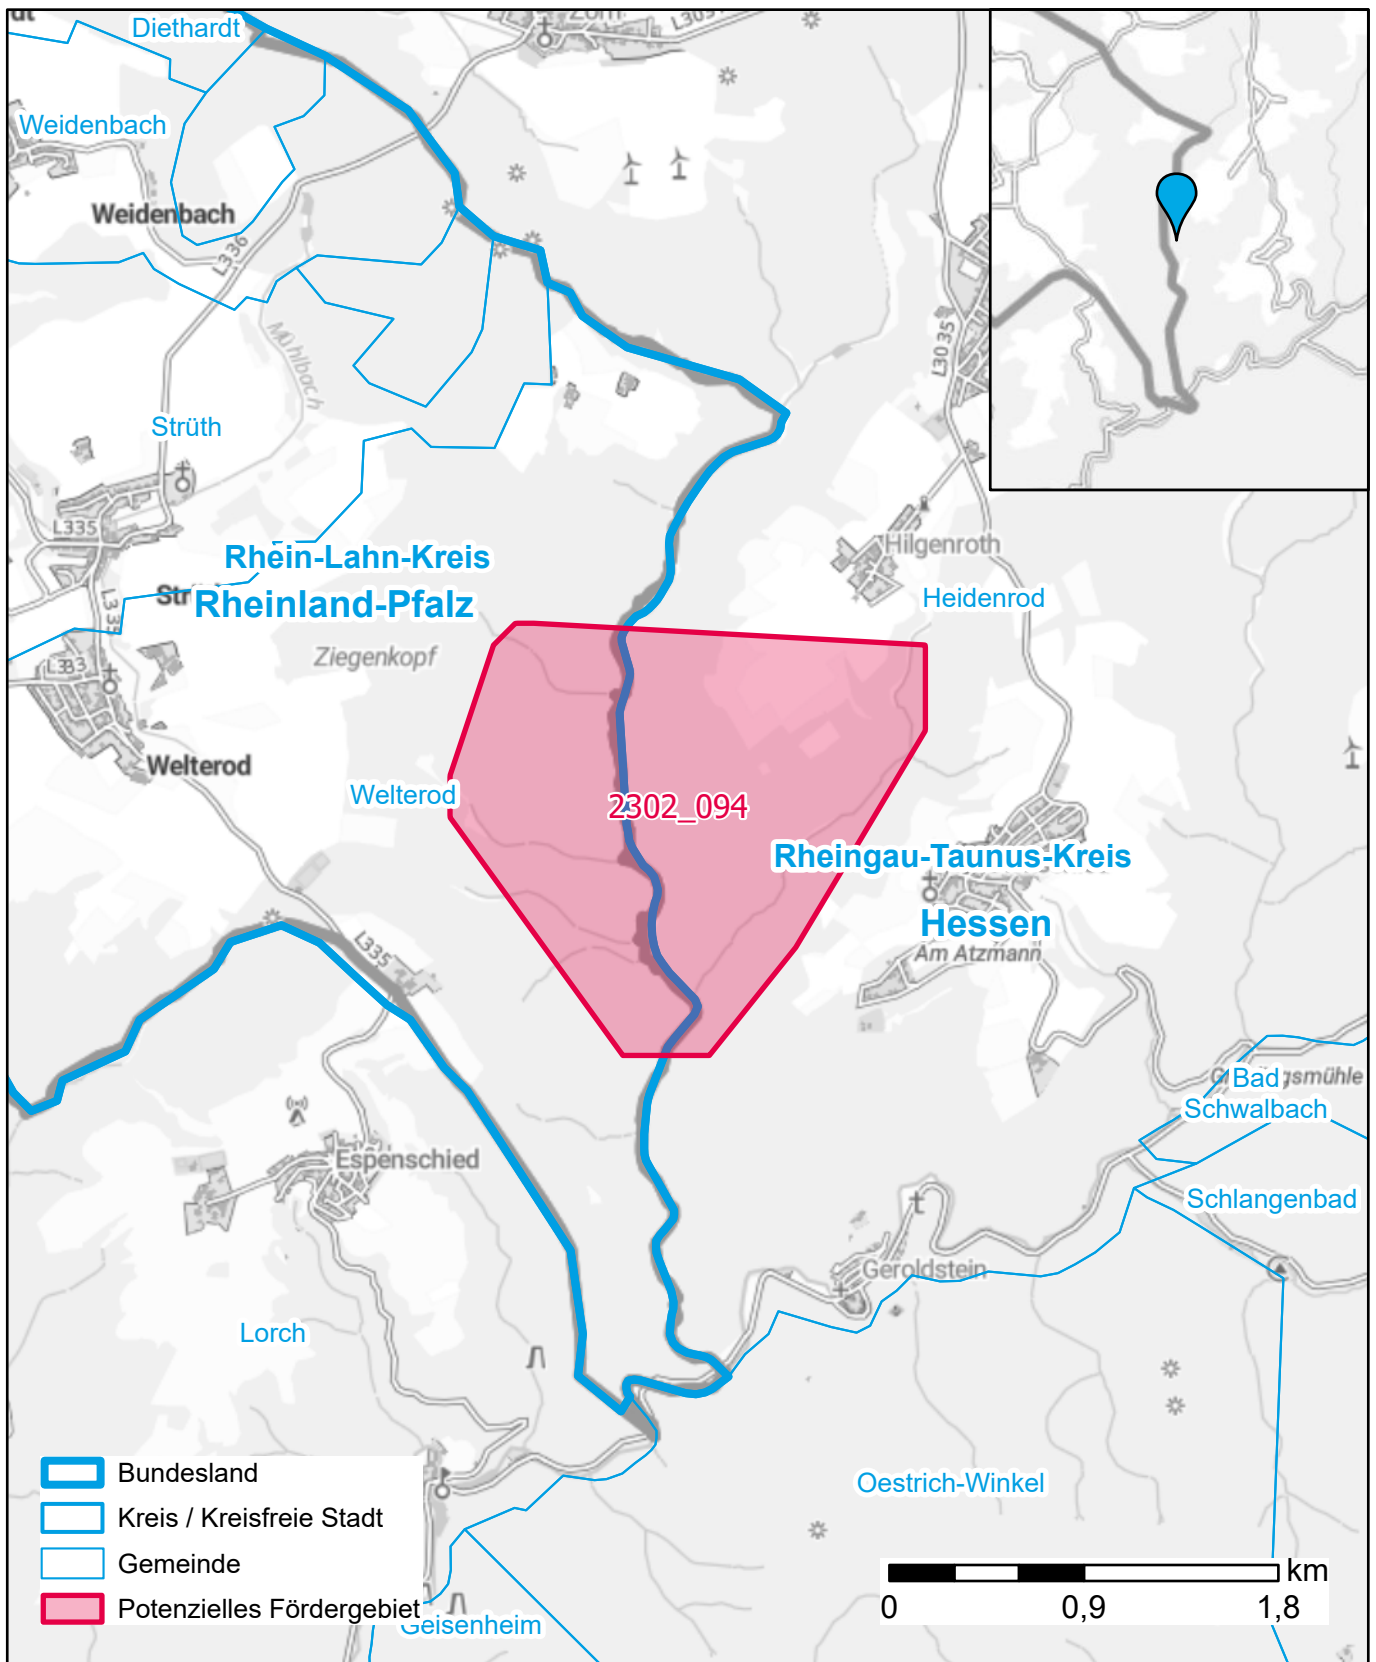 Diethardt
Zorn
Weidenbach
Weidenbach
L336
Mühlbach
L3035
Strüth
L335
Hilgenroth
Rhein-Lahn-Kreis
Heidenrod
Rheinland-Pfalz
L335
Ziegenkopf
L333
Welterod
Welterod
2302_094
Rheingau-Taunus-Kreis
Hessen
Am Atzmann
L335
Bad
Schwalbach
Espenschied
Schlangenbad
Geroldstein
Lorch
Oestrich-Winkel
Geisenheim
Bundesland
Kreis / Kreisfreie Stadt
Gemeinde
Potenzielles Fördergebiet
km
0 0,9 1,8